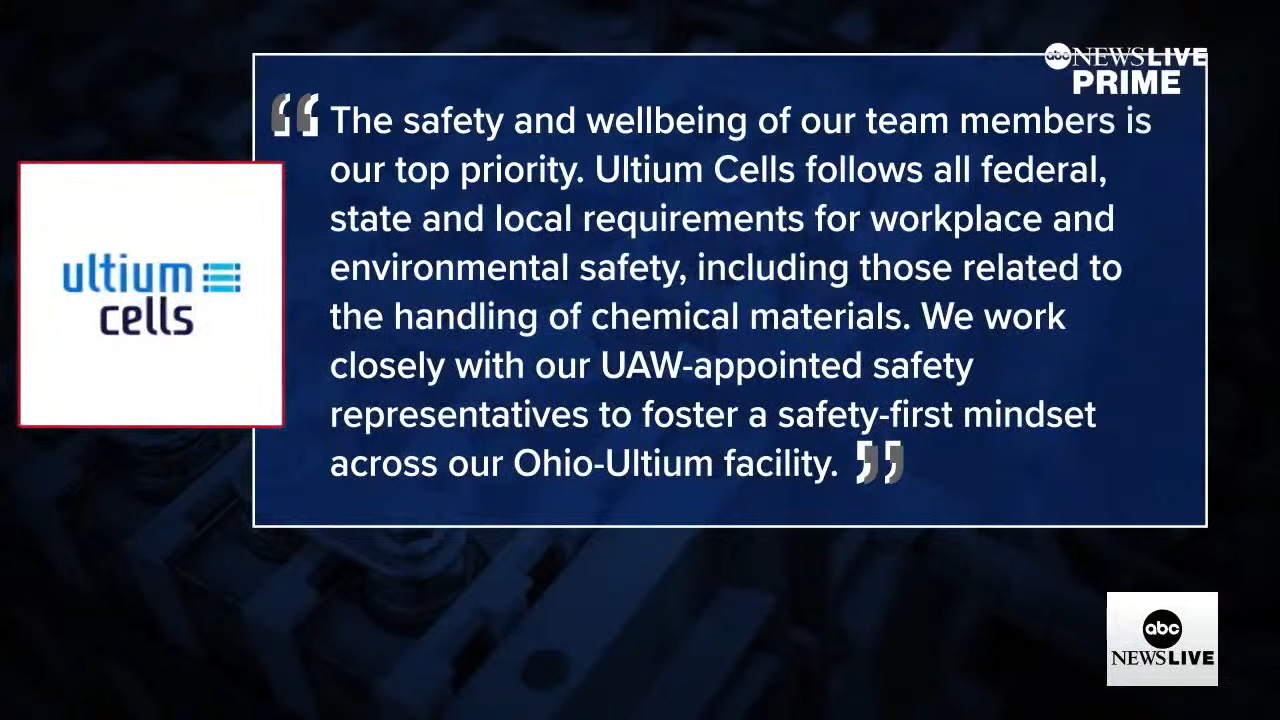 abc NEWS LIVE
PRIME
“ The safety and wellbeing of our team members is
our top priority. Ultium Cells follows all federal,
state and local requirements for workplace and
environmental safety, including those related to
the handling of chemical materials. We work
closely with our UAW-appointed safety
representatives to foster a safety-first mindset
across our Ohio-Ultium facility. ”
ultium
cells
abc
NEWS LIVE